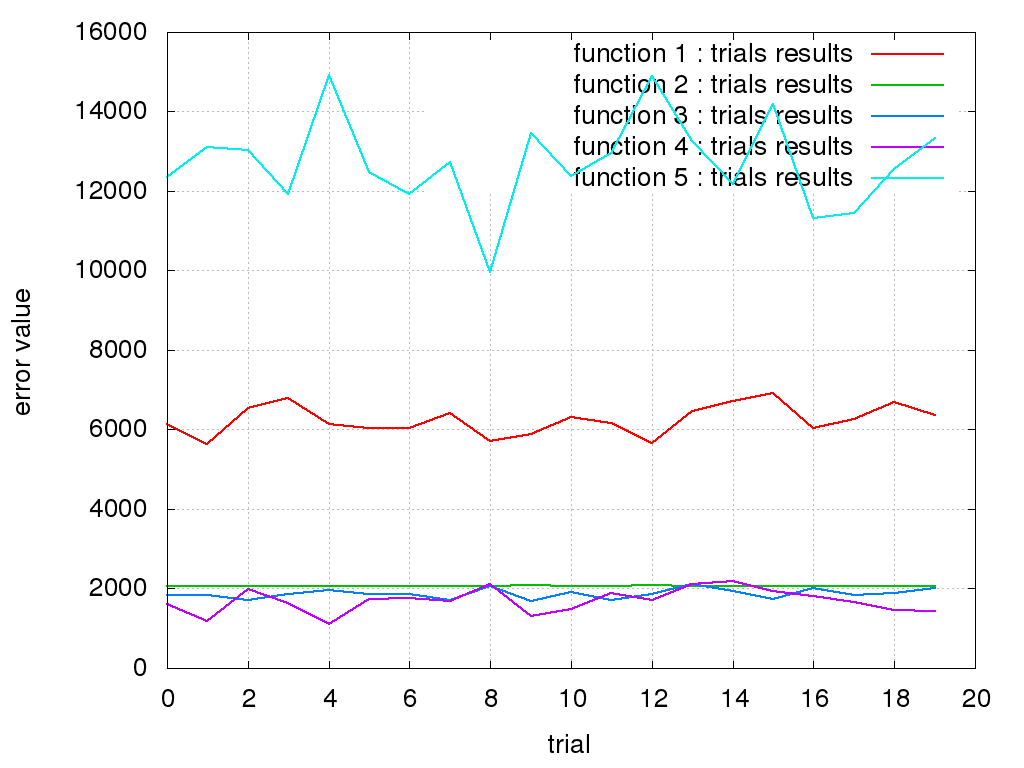 16000
14000
12000
10000
8000
6000
4000
2000
0
error value
function 1 : trials results
function 2 : trials results
function 3 : trials results
function 4 : trials results
function 5 : trials results
0 2 4 6 8 10 12 14 16 18 20
trial